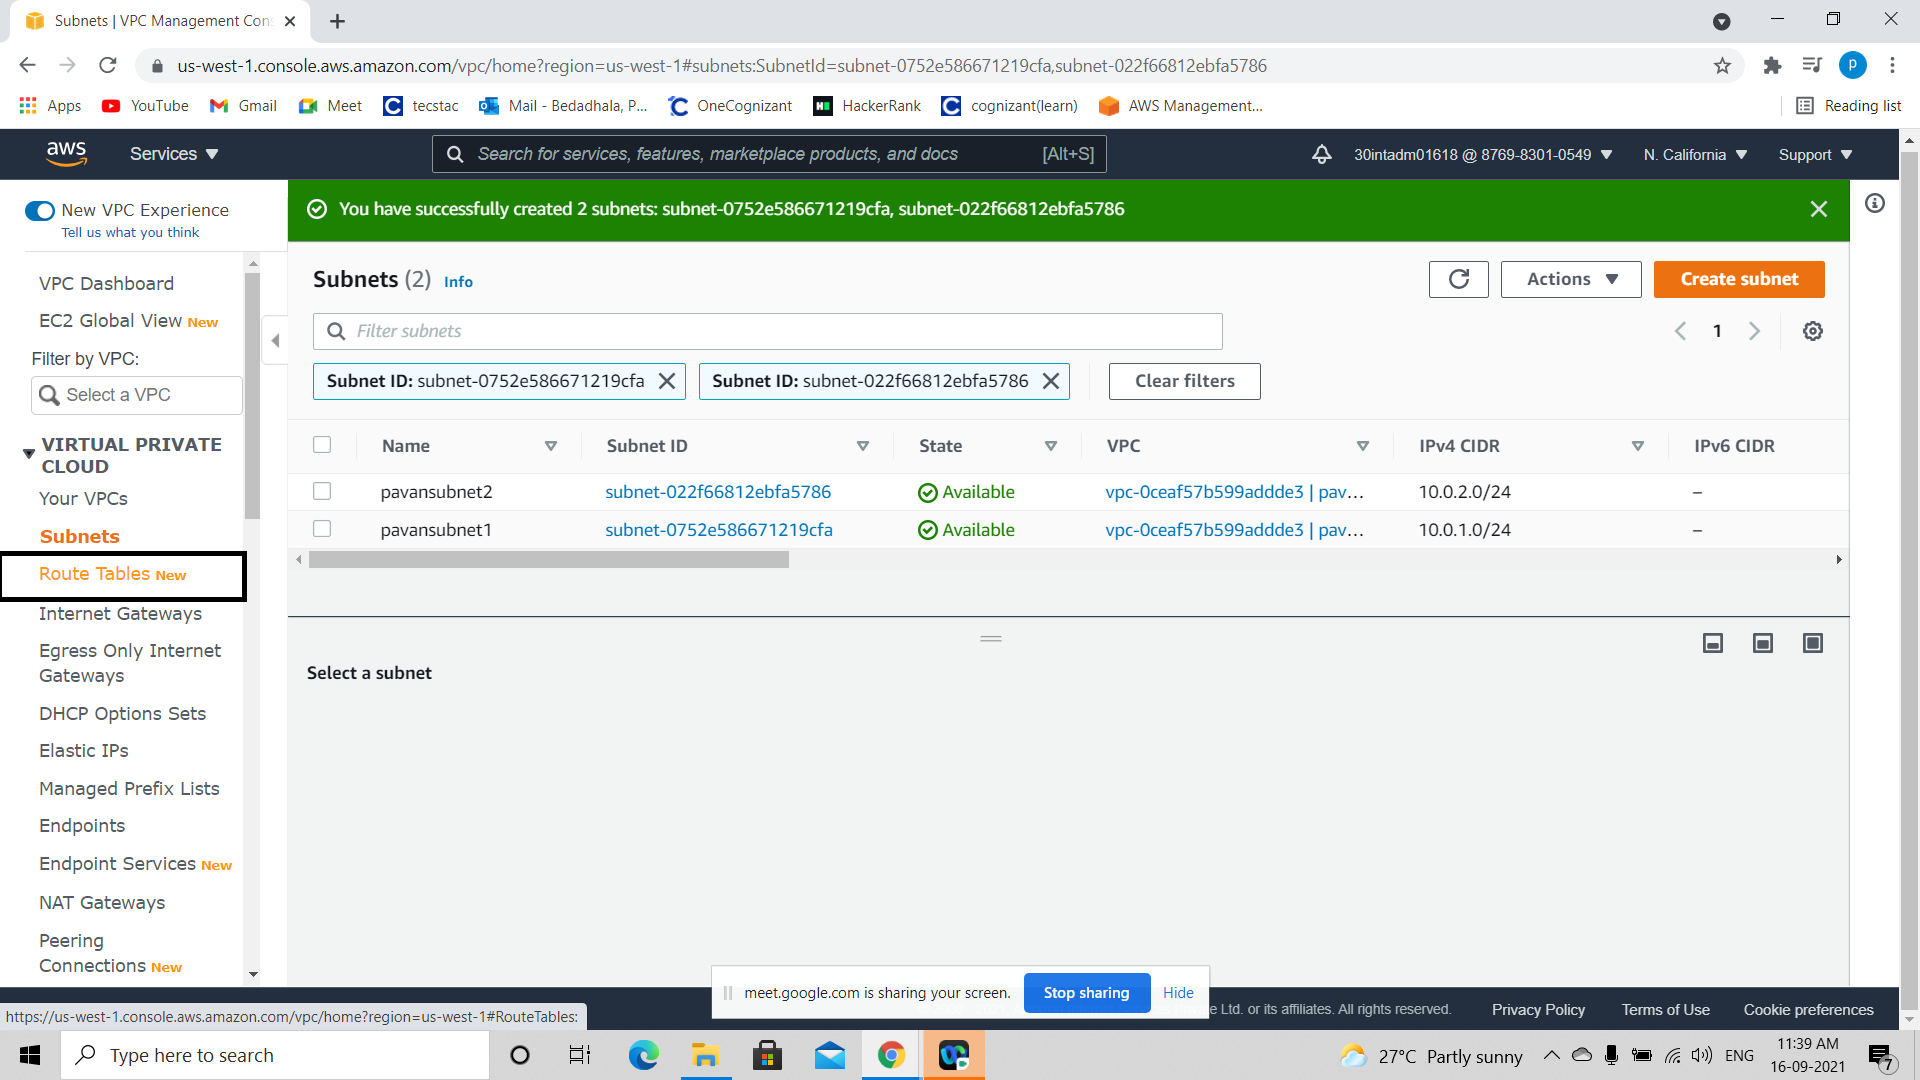 Subnets | VPC Management Con
us-west-1.console.aws.amazon.com/vpc/home?region=us-west-1#subnets:SubnetId=subnet-0752e586671219cfa,subnet-022f66812ebfa5786
P
Apps YouTube Gmail Meet tecstac Mail - Bedadhala, P... OneCognizant HackerRank cognizant(learn) AWS Management... Reading list
aws Services Search for services, features, marketplace products, and docs [Alt+S] 30intadm01618 @ 8769-8301-0549 N. California Support
New VPC Experience
Tell us what you think
You have successfully created 2 subnets: subnet-0752e586671219cfa, subnet-022f66812ebfa5786
VPC Dashboard
EC2 Global View New
Filter by VPC:
Select a VPC
VIRTUAL PRIVATE
CLOUD
Your VPCs
Subnets
Route Tables New
Internet Gateways
Egress Only Internet
Gateways
DHCP Options Sets
Elastic IPs
Managed Prefix Lists
Endpoints
Endpoint Services New
NAT Gateways
Peering
Connections New
Subnets (2) Info Actions Create subnet
Filter subnets 1
Subnet ID: subnet-0752e586671219cfa Subnet ID: subnet-022f66812ebfa5786 Clear filters
Name Subnet ID State VPC IPv4 CIDR IPv6 CIDR
pavansubnet2 subnet-022f66812ebfa5786 Available vpc-0ceaf57b599addde3 | pav... 10.0.2.0/24 –
pavansubnet1 subnet-0752e586671219cfa Available vpc-0ceaf57b599addde3 | pav... 10.0.1.0/24 –
Select a subnet
meet.google.com is sharing your screen. Stop sharing Hide
https://us-west-1.console.aws.amazon.com/vpc/home?region=us-west-1#RouteTables: e Ltd. or its affiliates. All rights reserved. Privacy Policy Terms of Use Cookie preferences
Type here to search 27°C Partly sunny ENG 11:39 AM
16-09-2021 7